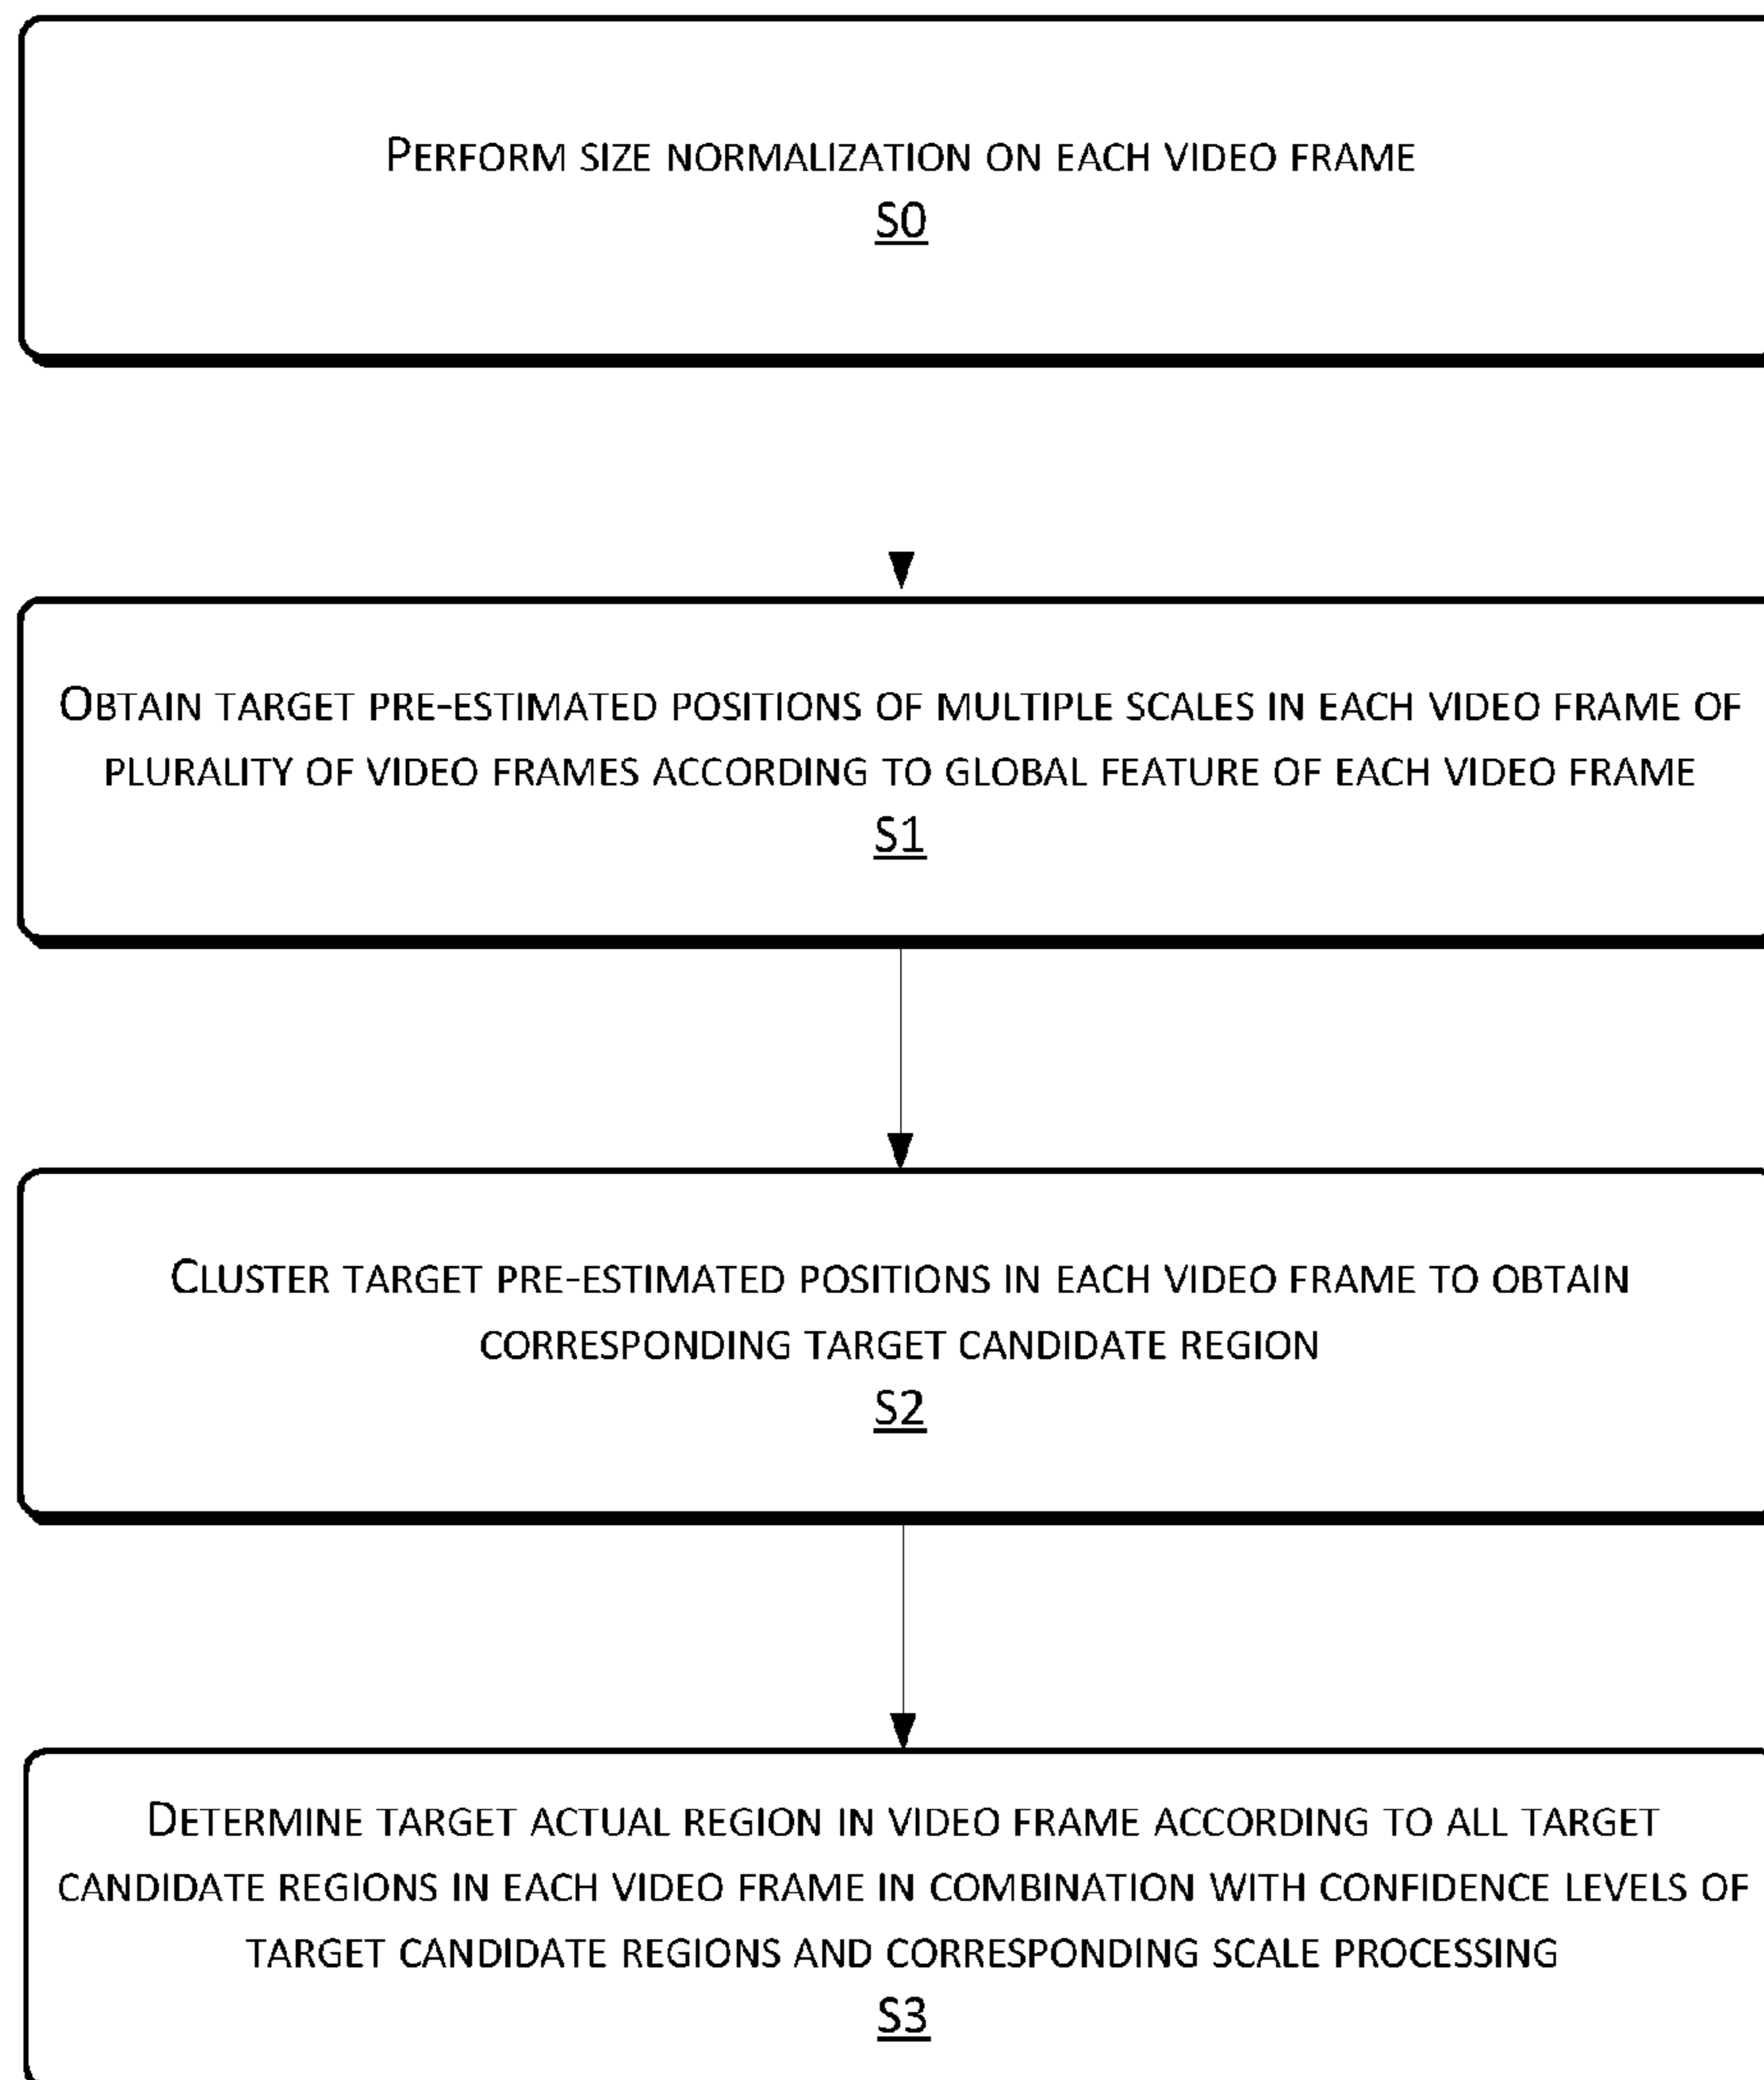 Perform size normalization on each video frame
S0
Obtain target pre-estimated positions of multiple scales in each video frame of
plurality of video frames according to global feature of each video frame
S1
Cluster target pre-estimated positions in each video frame to obtain
corresponding target candidate region
S2
Determine target actual region in video frame according to all target
candidate regions in each video frame in combination with confidence levels of
target candidate regions and corresponding scale processing
S3